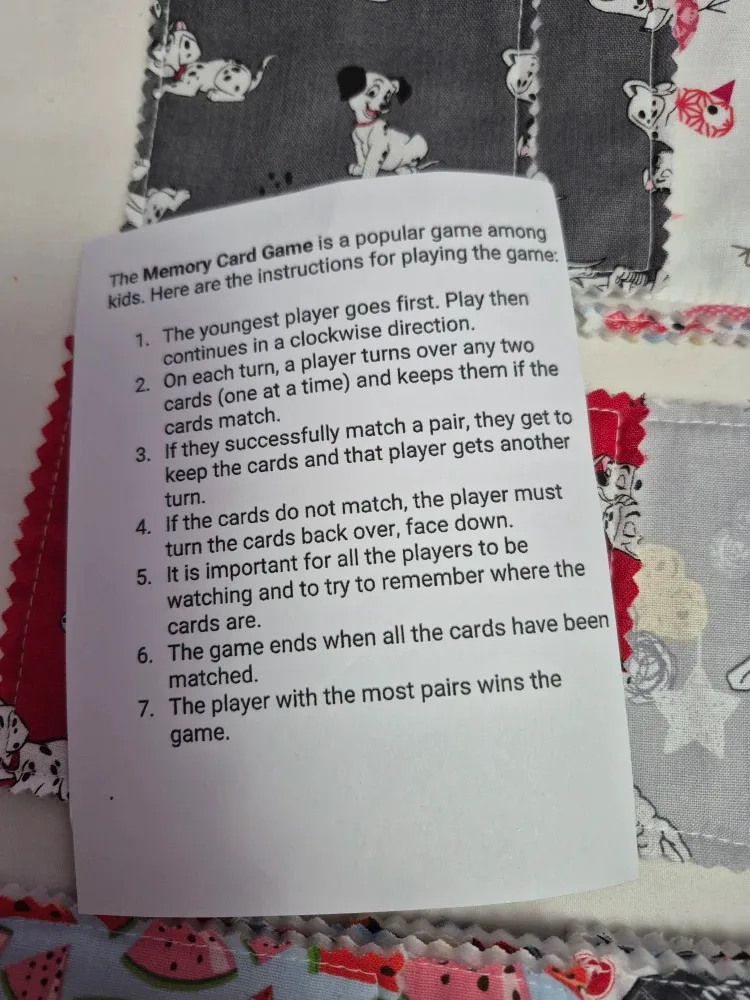 The Memory Card Game is a popular game among
kids. Here are the instructions for playing the game:
1. The youngest player goes first. Play then
continues in a clockwise direction.
2. On each turn, a player turns over any two
cards (one at a time) and keeps them if the
cards match.
3. If they successfully match a pair, they get to
keep the cards and that player gets another
turn.
4. If the cards do not match, the player must
turn the cards back over, face down.
5. It is important for all the players to be
watching and to try to remember where the
cards are.
6. The game ends when all the cards have been
matched.
7. The player with the most pairs wins the
game.